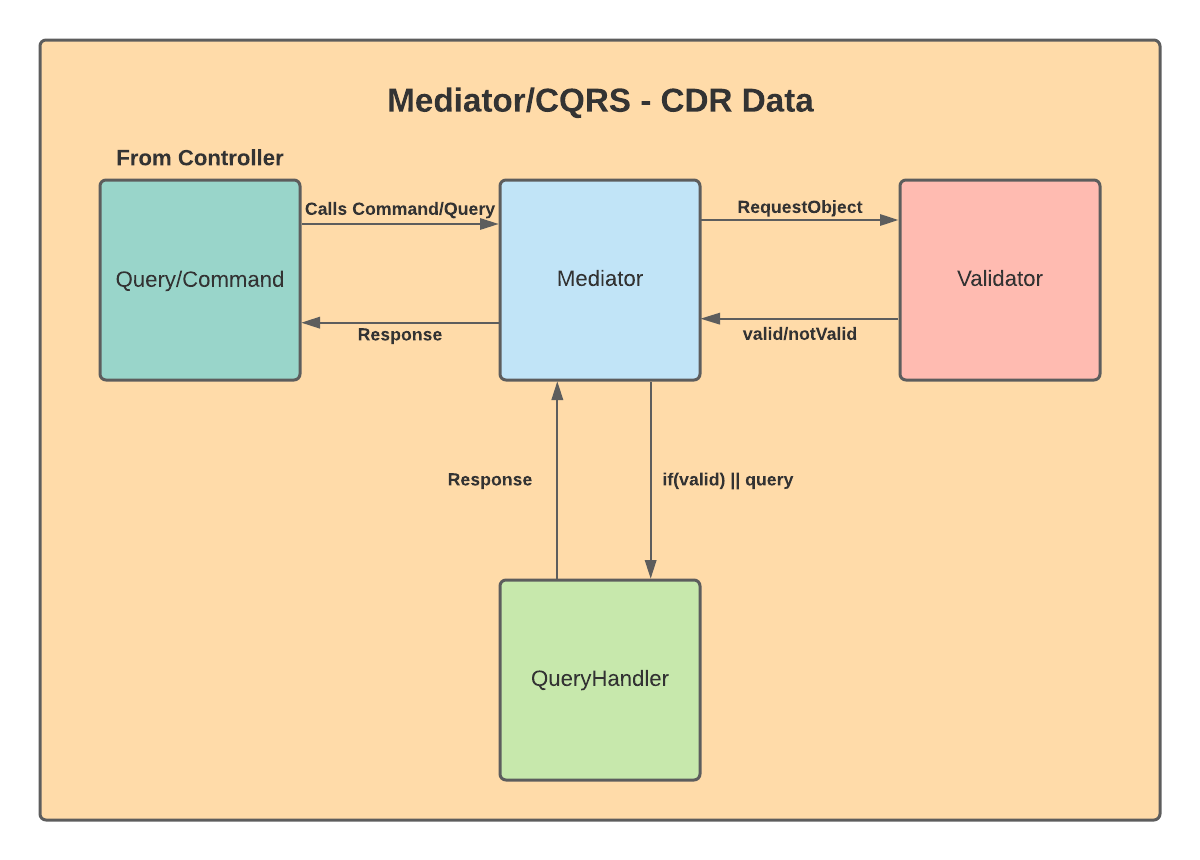 Mediator/CQRS - CDR Data
From Controller
Calls Command/Query
RequestObject
Query/Command
Mediator
Validator
Response
valid/notValid
Response
if(valid) || query
QueryHandler